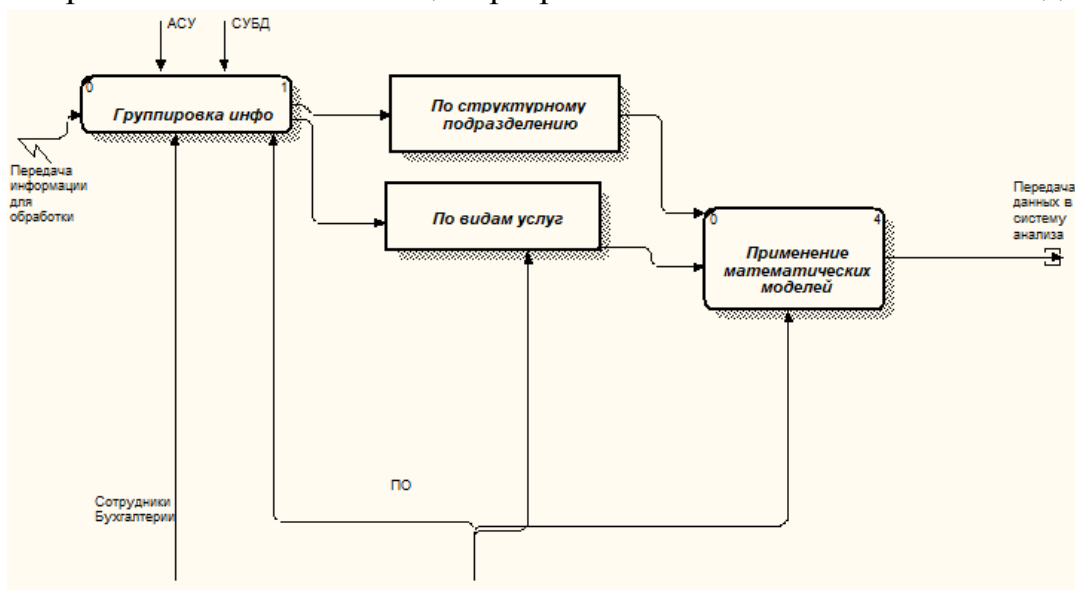 АСУ
СУБД
0
1
Группировка инфо
По структурному
подразделению
Передача
информации
для
обработки
По видам услуг
Передача
данных в
систему
анализа
0
4
Применение
математических
моделей
ПО
Сотрудники
Бухгалтерии